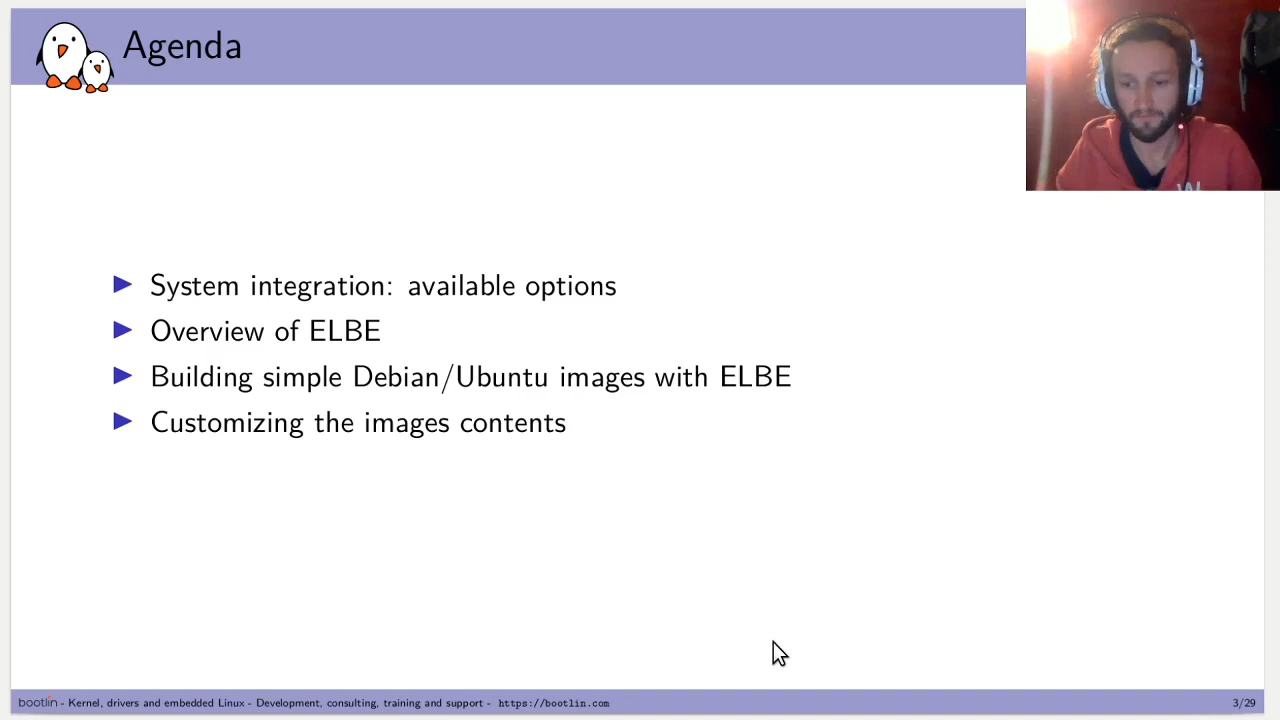 Agenda
System integration: available options
Overview of ELBE
Building simple Debian/Ubuntu images with ELBE
Customizing the images contents
bootlin - Kernel, drivers and embedded Linux - Development, consulting, training and support - https://bootlin.com 3/29